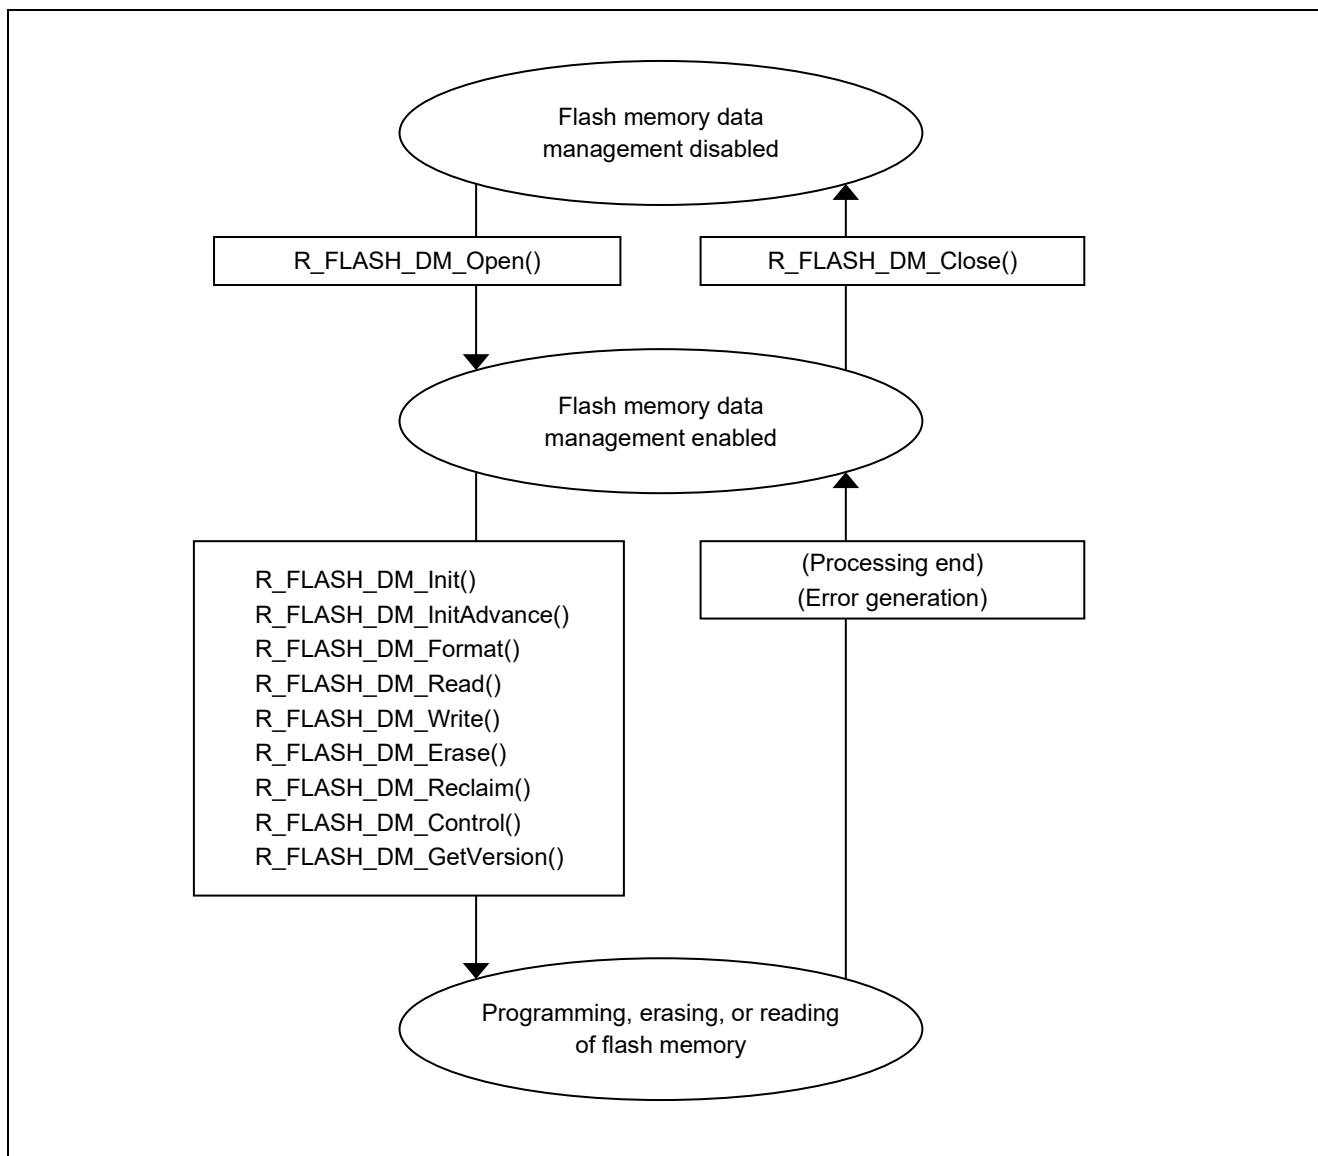 Flash memory data
management disabled
R_FLASH_DM_Open()
R_FLASH_DM_Close()
Flash memory data
management enabled
R_FLASH_DM_Init()
R_FLASH_DM_InitAdvance()
R_FLASH_DM_Format()
R_FLASH_DM_Read()
R_FLASH_DM_Write()
R_FLASH_DM_Erase()
R_FLASH_DM_Reclaim()
R_FLASH_DM_Control()
R_FLASH_DM_GetVersion()
(Processing end)
(Error generation)
Programming, erasing, or reading
of flash memory